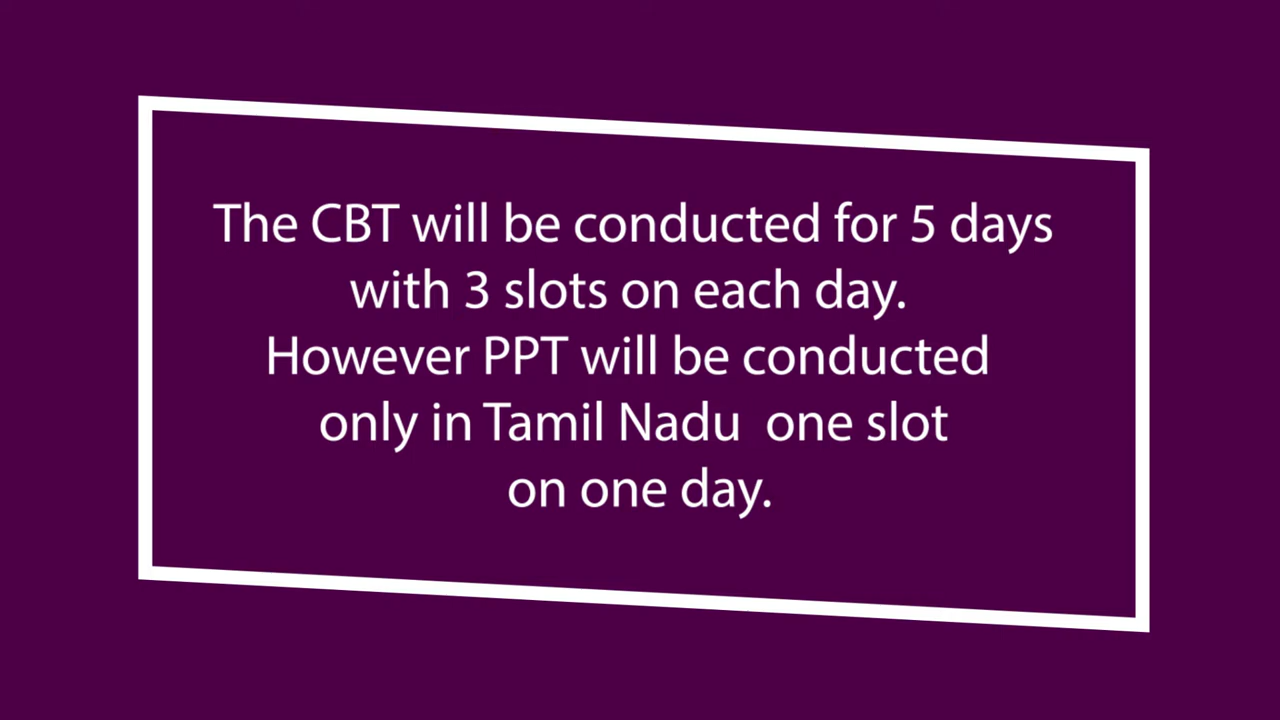 The CBT will be conducted for 5 days
with 3 slots on each day.
However PPT will be conducted
only in Tamil Nadu  one slot
on one day.